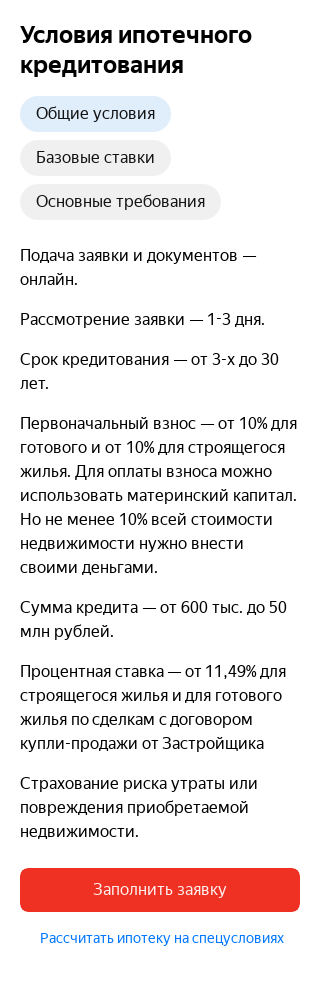 Условия ипотечного
кредитования
Общие условия
Базовые ставки
Основные требования
Подача заявки и документов —
онлайн.
Рассмотрение заявки — 1-3 дня.
Срок кредитования — от 3-х до 30
лет.
Первоначальный взнос — от 10% для
готового и от 10% для строящегося
жилья. Для оплаты взноса можно
использовать материнский капитал.
Но не менее 10% всей стоимости
недвижимости нужно внести
своими деньгами.
Сумма кредита — от 600 тыс. до 50
млн рублей.
Процентная ставка — от 11,49% для
строящегося жилья и для готового
жилья по сделкам с договором
купли-продажи от Застройщика
Страхование риска утраты или
повреждения приобретаемой
недвижимости.
Заполнить заявку
Рассчитать ипотеку на спецусловиях